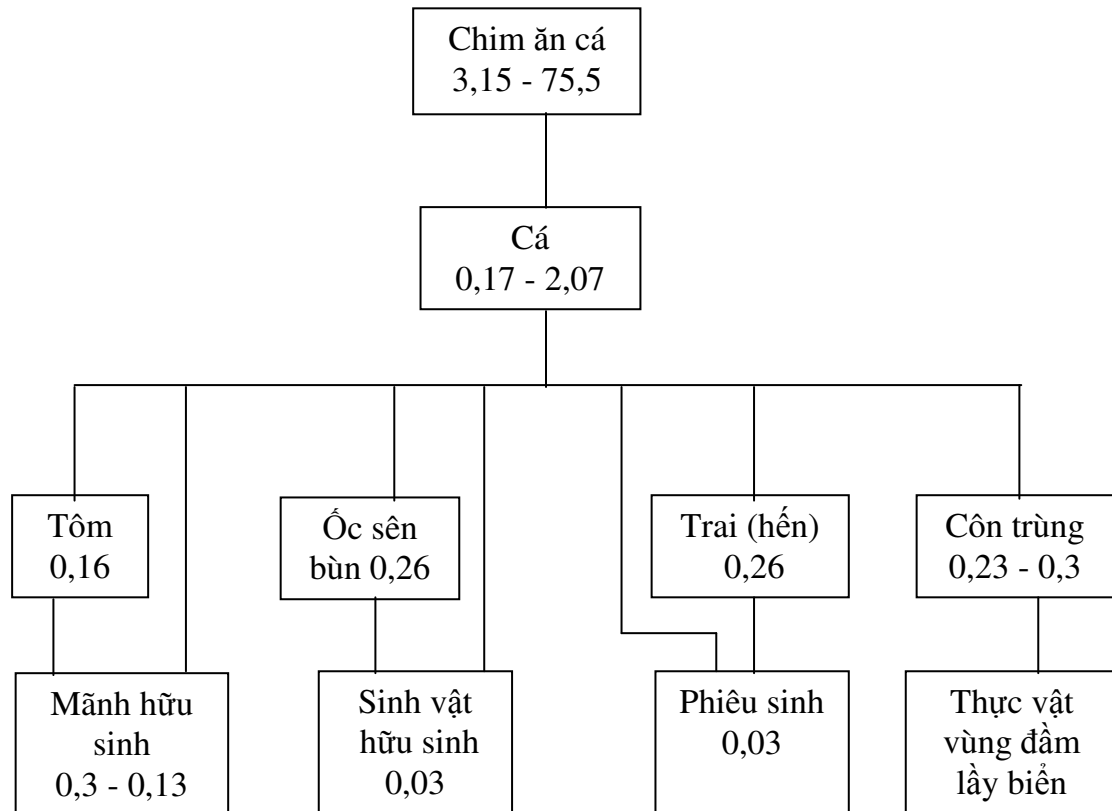 Chim ăn cá
3,15 - 75,5
Cá
0,17 - 2,07
Tôm
0,16
Ốc sên
bùn 0,26
Trai (hến)
0,26
Côn trùng
0,23 - 0,3
Mãnh hữu
sinh
0,3 - 0,13
Sinh vật
hữu sinh
0,03
Phiêu sinh
0,03
Thực vật
vùng đầm
lầy biển